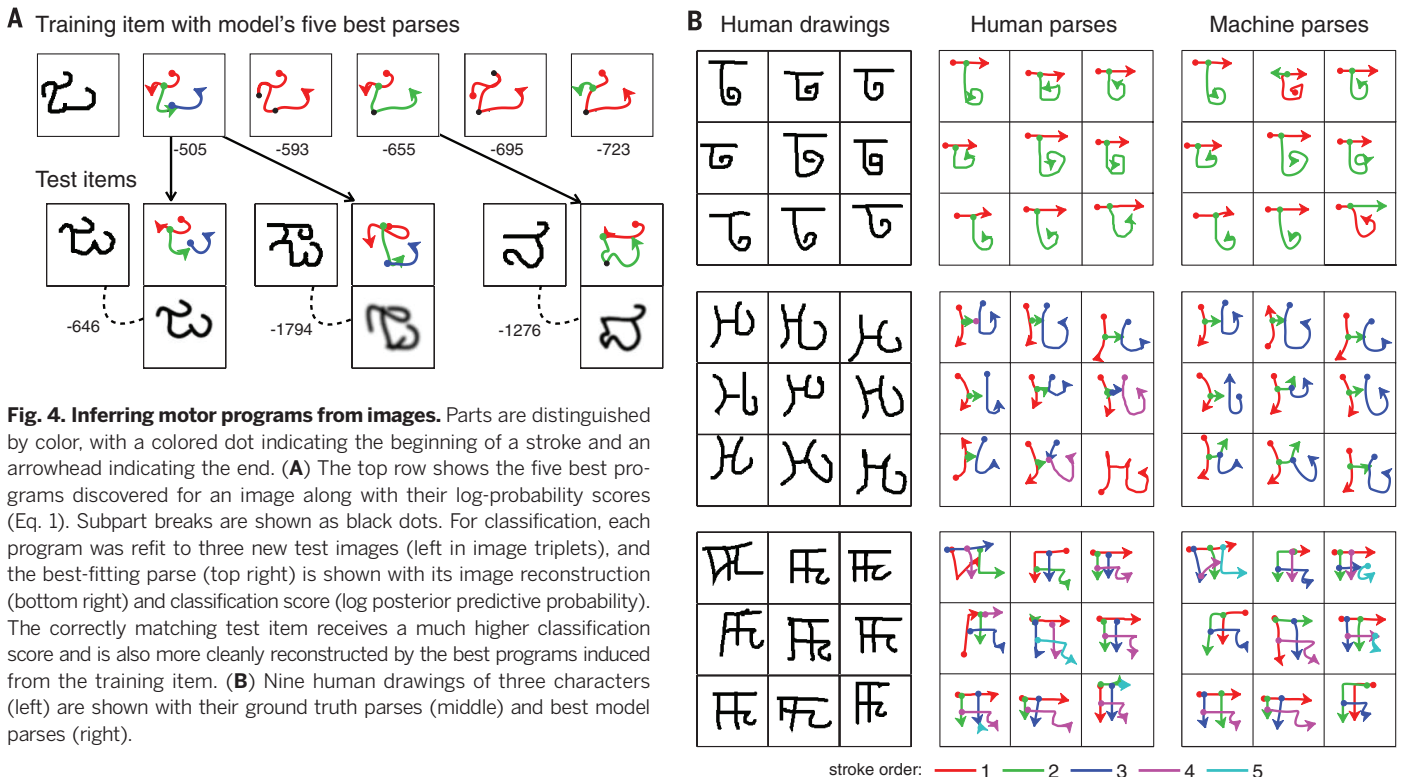 A Training item with model's five best parses
-505 -593 -655 -695 -723
Test items
-646 -1794 -1276
Fig. 4. Inferring motor programs from images. Parts are distinguished
by color, with a colored dot indicating the beginning of a stroke and an
arrowhead indicating the end. (A) The top row shows the five best pro-
grams discovered for an image along with their log-probability scores
(Eq. 1). Subpart breaks are shown as black dots. For classification, each
program was refit to three new test images (left in image triplets), and
the best-fitting parse (top right) is shown with its image reconstruction
(bottom right) and classification score (log posterior predictive probability).
The correctly matching test item receives a much higher classification
score and is also more cleanly reconstructed by the best programs induced
from the training item. (B) Nine human drawings of three characters
(left) are shown with their ground truth parses (middle) and best model
parses (right).
B Human drawings Human parses Machine parses
stroke order: 1 2 3 4 5